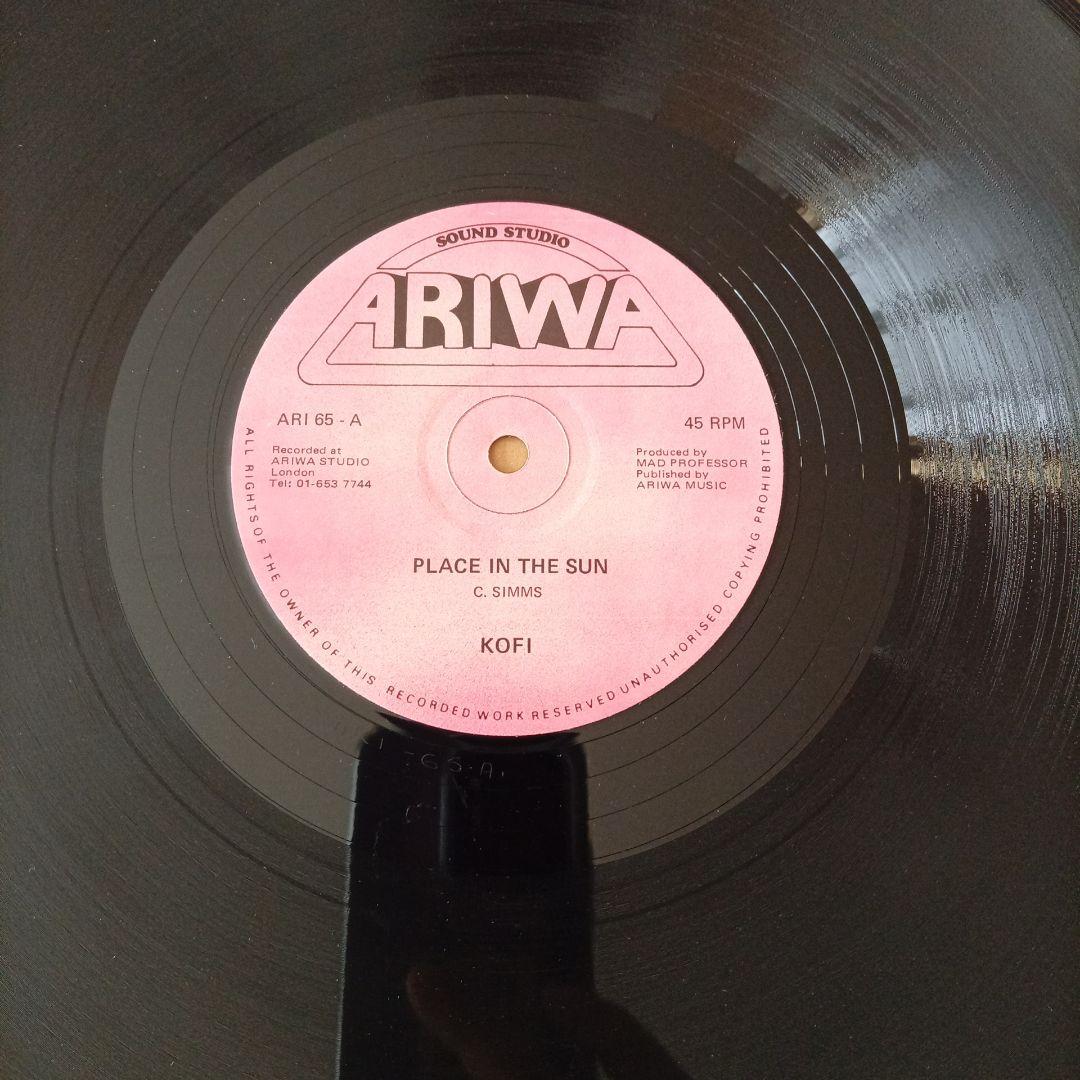 SOUND STUDIO
ARIWA
ARI 65 - A
45 RPM
Recorded at
ARIWA STUDIO
London
Tel: 01-653 7744
Produced by
MAD PROFESSOR
Published by
ARIWA MUSIC
PLACE IN THE SUN
C. SIMMS
KOFI
ALL RIGHTS OF THE OWNER OF THIS RECORDED WORK RESERVED UNAUTHORISED COPYING PROHIBITED